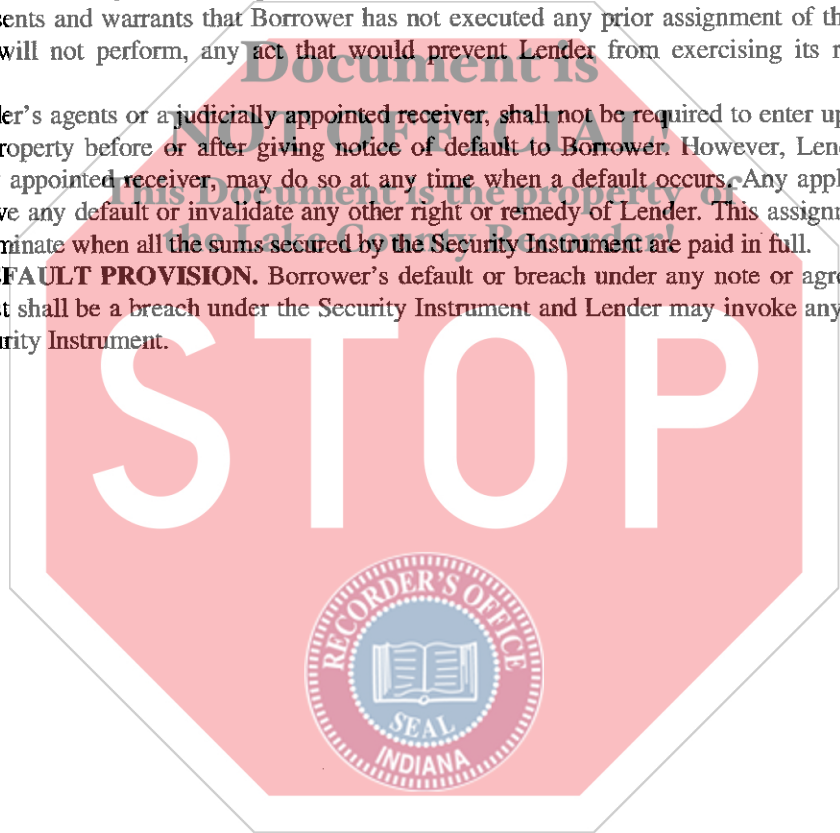 sents and warrants that Borrower has not executed any prior assignment of th
will not perform, any act that would prevent Lender from exercising its r
Document is
ler's agents or a judicially appointed receiver, shall not be required to enter up
NOT OFFICIAL!
roperty before or after giving notice of default to Borrower. However, Len
appointed receiver, may do so at any time when a default occurs. Any appl
This Document is the property of
ve any default or invalidate any other right or remedy of Lender. This assign
the Lake County Recorder!
minate when all the sums secured by the Security Instrument are paid in full.
FAULT PROVISION. Borrower's default or breach under any note or agre
t shall be a breach under the Security Instrument and Lender may invoke any
urity Instrument.
STOP
RECORDER'S OFFICE
SEAL
INDIANA